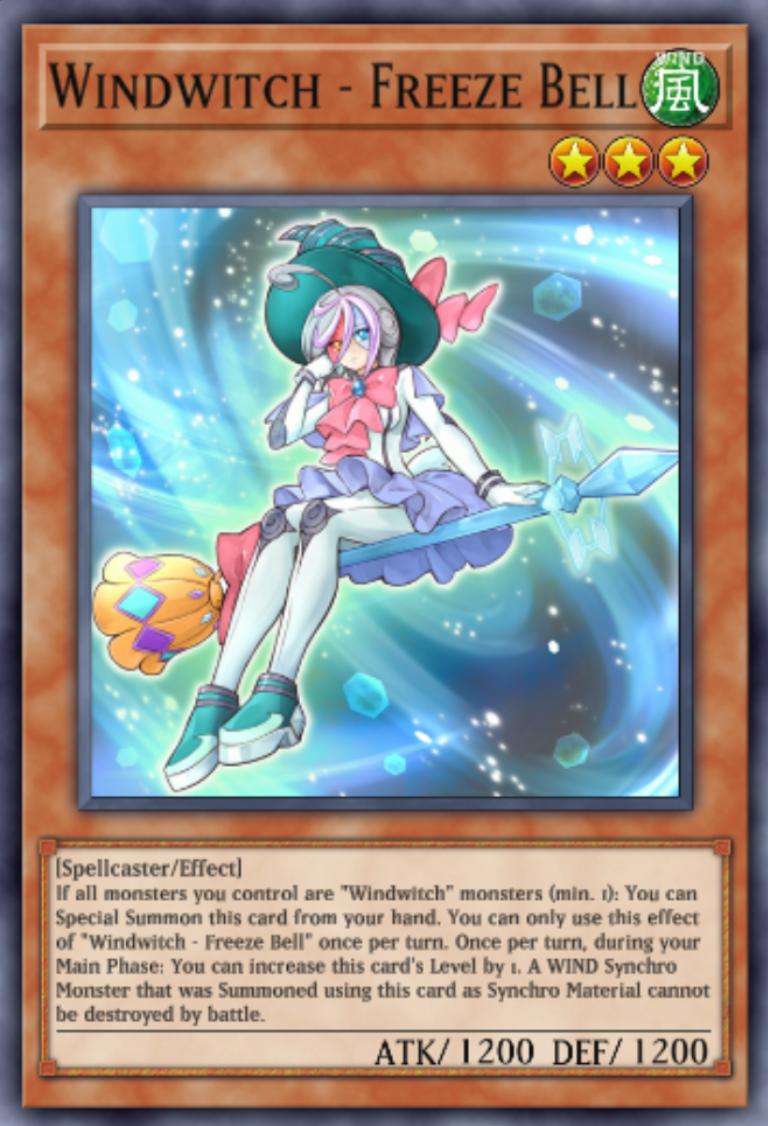 Windwitch - Freeze Bell
WIND
風
[Spellcaster/Effect]
If all monsters you control are "Windwitch" monsters (min. 1): You can
Special Summon this card from your hand. You can only use this effect
of "Windwitch - Freeze Bell" once per turn. Once per turn, during your
Main Phase: You can increase this card's Level by 1. A WIND Synchro
Monster that was Summoned using this card as Synchro Material cannot
be destroyed by battle.
ATK/ 1200 DEF/ 1200